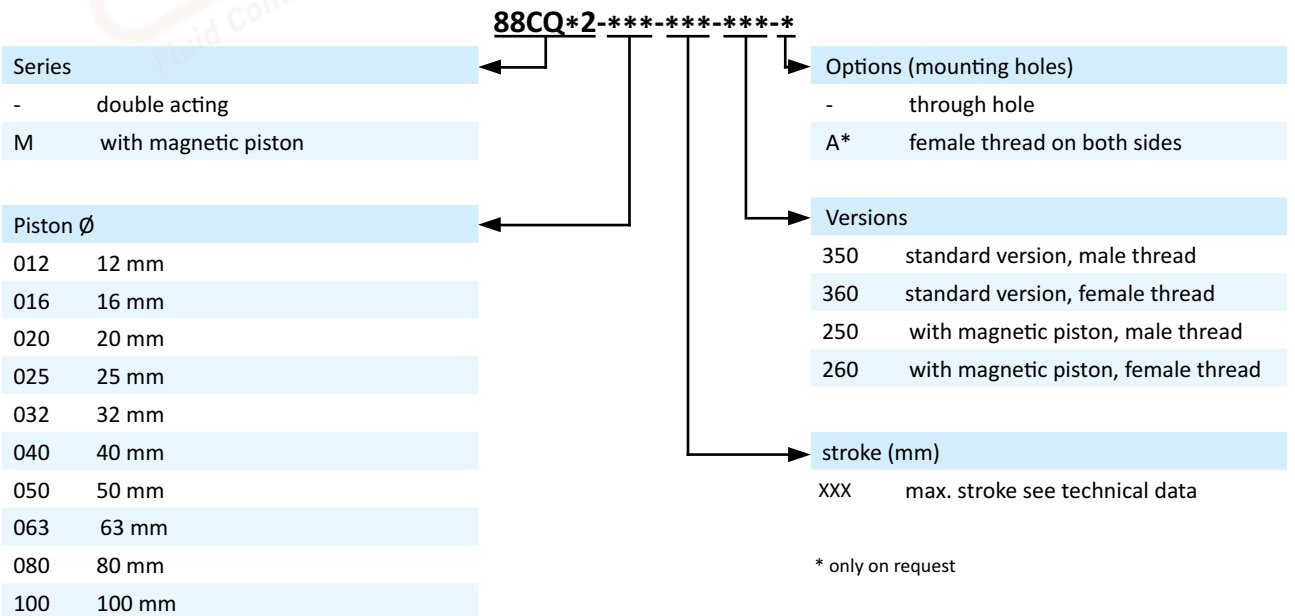 Fluid Con
88CQ*2-***-***-***-*
Series
- double acting
M with magnetic piston
Piston Ø
012 12 mm
016 16 mm
020 20 mm
025 25 mm
032 32 mm
040 40 mm
050 50 mm
063 63 mm
080 80 mm
100 100 mm
Options (mounting holes)
- through hole
A* female thread on both sides
Versions
350 standard version, male thread
360 standard version, female thread
250 with magnetic piston, male thread
260 with magnetic piston, female thread
stroke (mm)
XXX max. stroke see technical data
* only on request